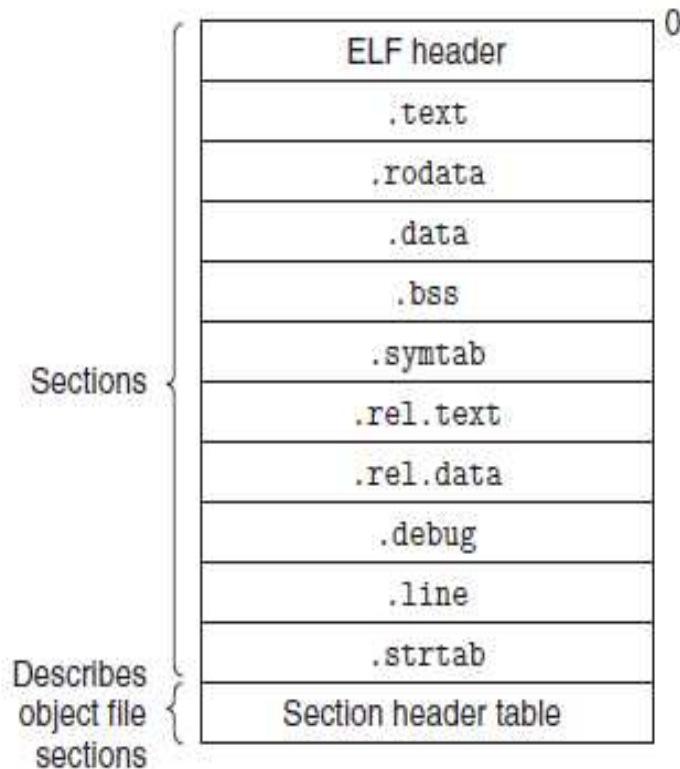 0
ELF header
.text
.rodata
.data
.bss
.symtab
Sections
.rel.text
.rel.data
.debug
.line
.strtab
Describes
object file
sections
Section header table